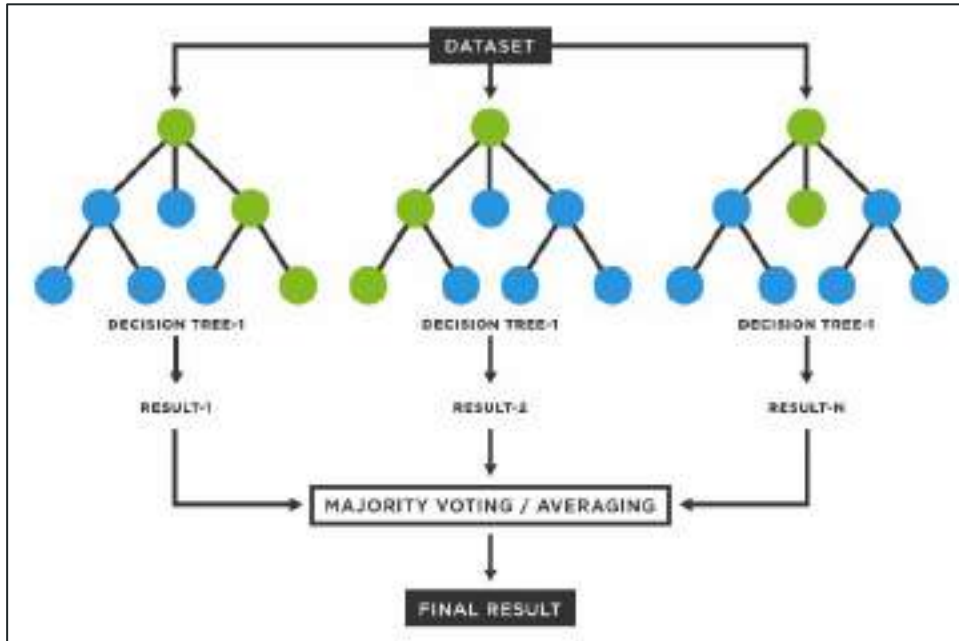 DATASET
DECISION TREE-1
DECISION TREE-1
DECISION TREE-1
RESULT-1
RESULT-2
RESULT-N
MAJORITY VOTING / AVERAGING
FINAL RESULT